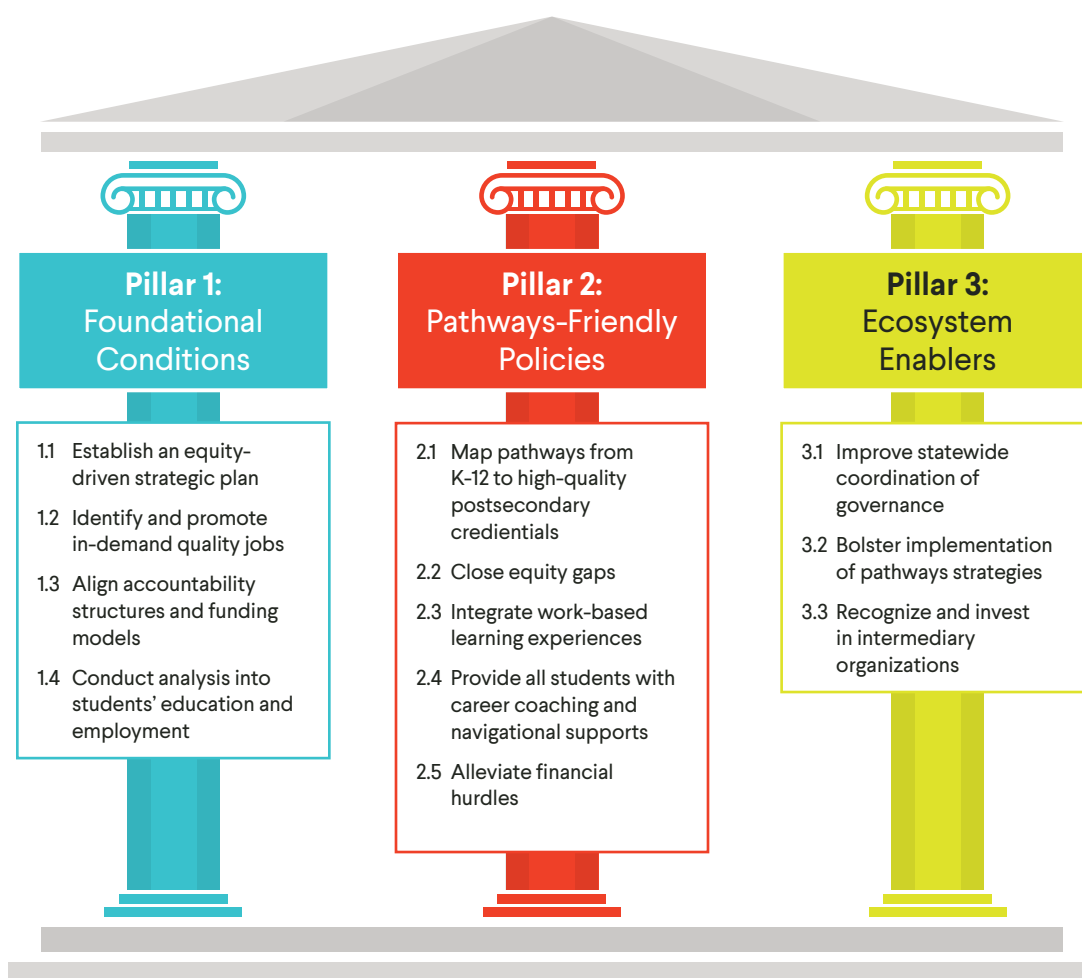 Pillar 1:
Foundational
Conditions
1.1 Establish an equity-
driven strategic plan
1.2 Identify and promote
in-demand quality jobs
1.3 Align accountability
structures and funding
models
1.4 Conduct analysis into
students’ education and
employment
Pillar 2:
Pathways-Friendly
Policies
2.1 Map pathways from
K-12 to high-quality
postsecondary
credentials
2.2 Close equity gaps
2.3 Integrate work-based
learning experiences
2.4 Provide all students with
career coaching and
navigational supports
2.5 Alleviate financial
hurdles
Pillar 3:
Ecosystem
Enablers
3.1 Improve statewide
coordination of
governance
3.2 Bolster implementation
of pathways strategies
3.3 Recognize and invest
in intermediary
organizations